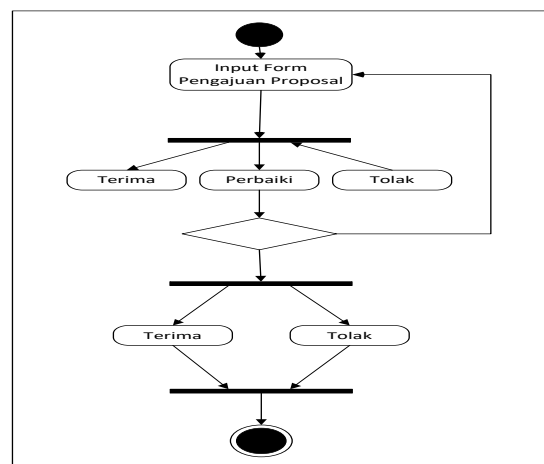 Input Form
Pengajuan Proposal
Terima
Perbaiki
Tolak
Terima
Tolak